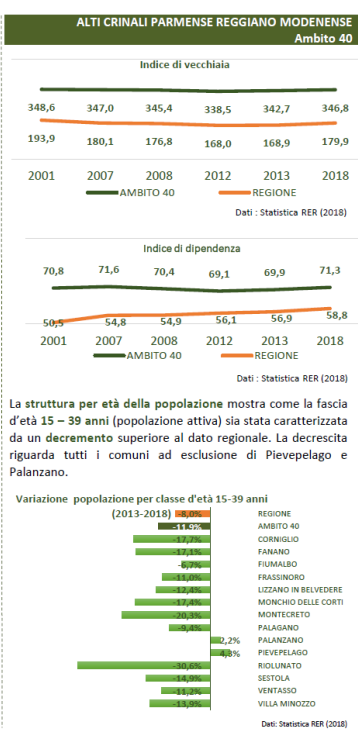 ALTI CRINALI PARMENSE REGGIANO MODENENSE
Ambito 40
Indice di vecchiaia
348,6 347,0 345,4 338,5 342,7 346,8
193,9 180,1 176,8 168,0 168,9 179,9
2001 2007 2008 2012 2013 2018
AMBITO 40 REGIONE
Dati : Statistica RER (2018)
Indice di dipendenza
70,8 71,6 70,4 69,1 69,9 71,3
50,5 54,8 54,9 56,1 56,9 58,8
2001 2007 2008 2012 2013 2018
AMBITO 40 REGIONE
Dati : Statistica RER (2018)
La struttura per età della popolazione mostra come la fascia
d'età 15 – 39 anni (popolazione attiva) sia stata caratterizzata
da un decremento superiore al dato regionale. La decrescita
riguarda tutti i comuni ad esclusione di Pievepelago e
Palanzano.
Variazione popolazione per classe d'età 15-39 anni
(2013-2018) -8,0% REGIONE
-11,9% AMBITO 40
-17,7% CORNIGLIO
-17,1% FANANO
-6,7% FIUMALBO
-11,0% FRASSINORO
-12,4% LIZZANO IN BELVEDERE
-17,4% MONCHIO DELLE CORTI
-20,3% MONTECRETO
-9,4% PALAGANO
2,2% PALANZANO
4,8% PIEVEPELAGO
-30,6% RIOLUNATO
-14,9% SESTOLA
-11,2% VENTASSO
-13,9% VILLA MINOZZO
Dati: Statistica RER (2018)